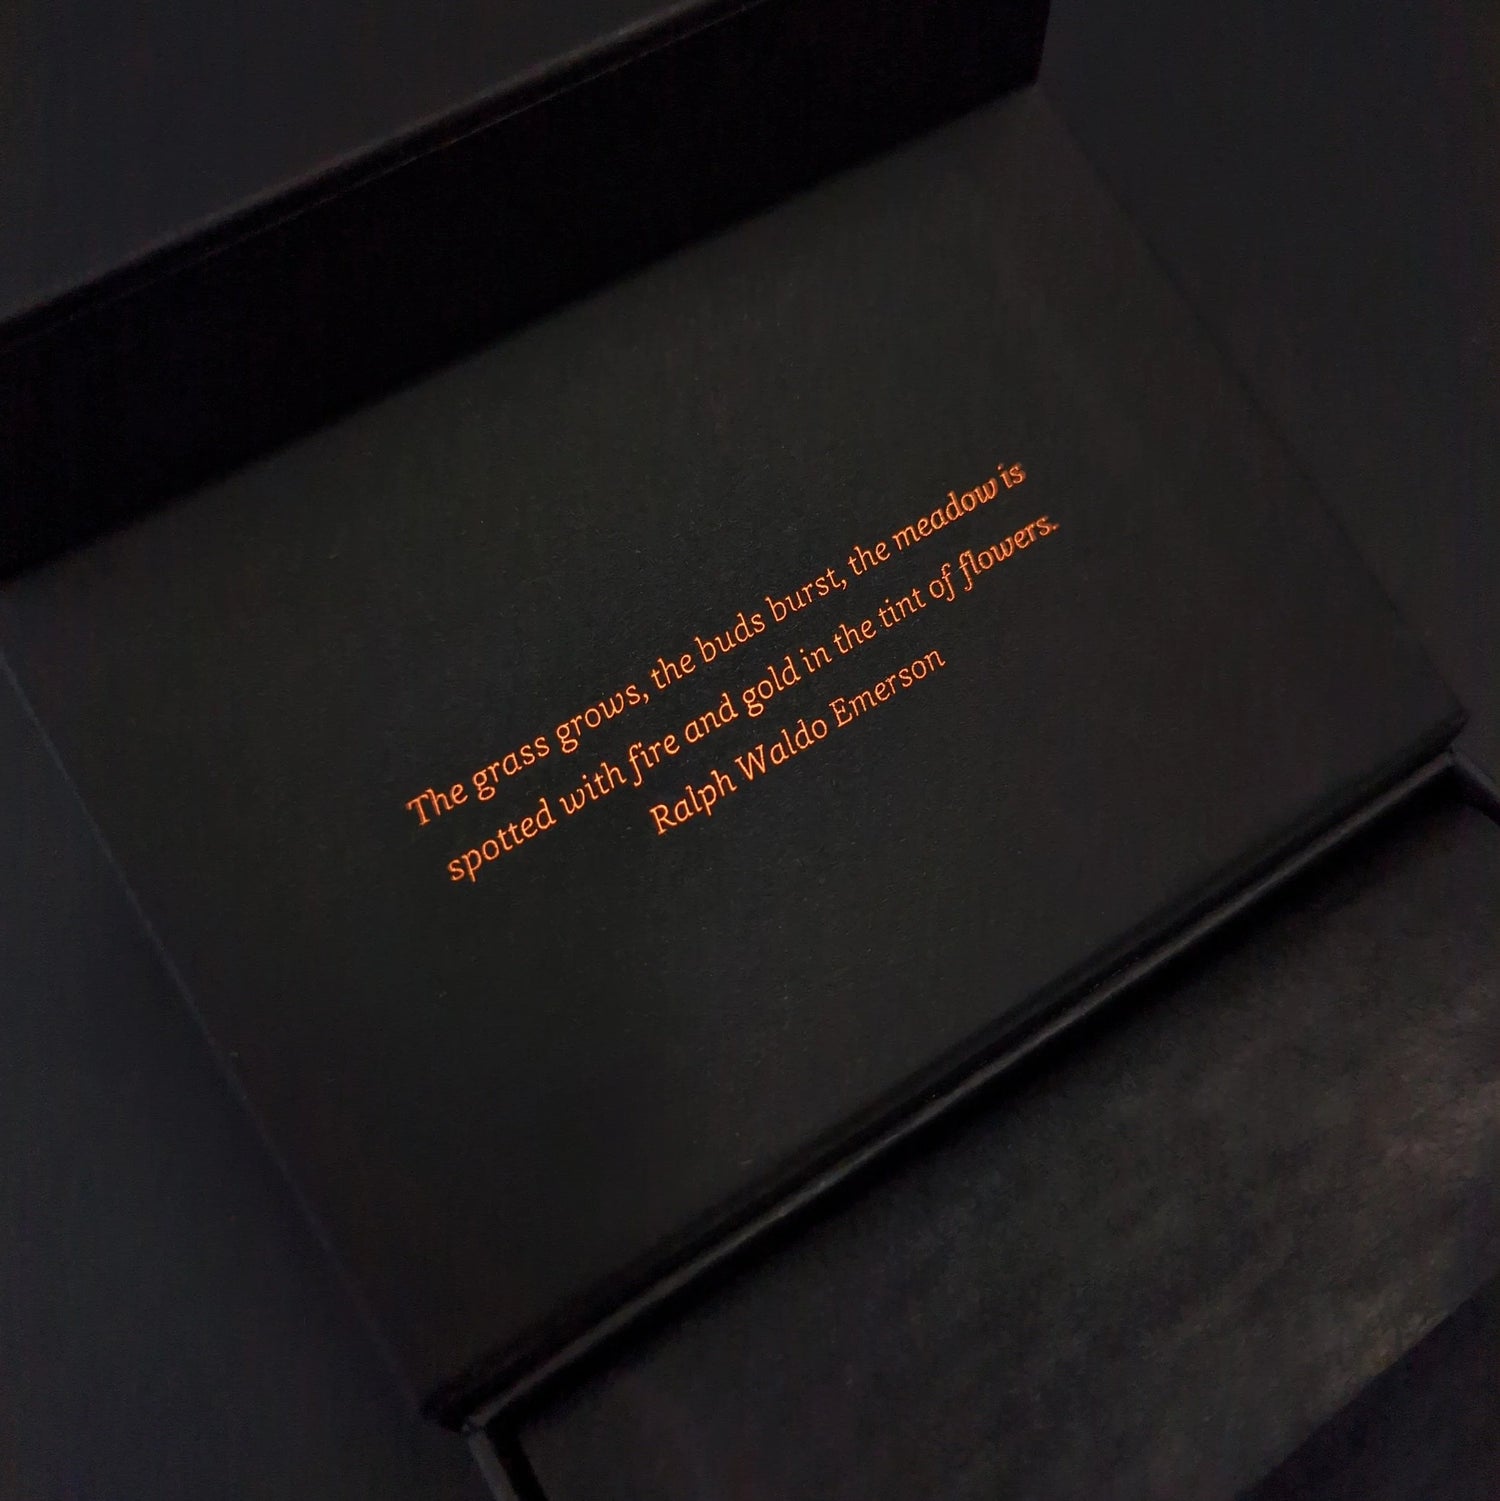 The grass grows, the buds burst, the meadow is
spotted with fire and gold in the tint of flowers.
Ralph Waldo Emerson